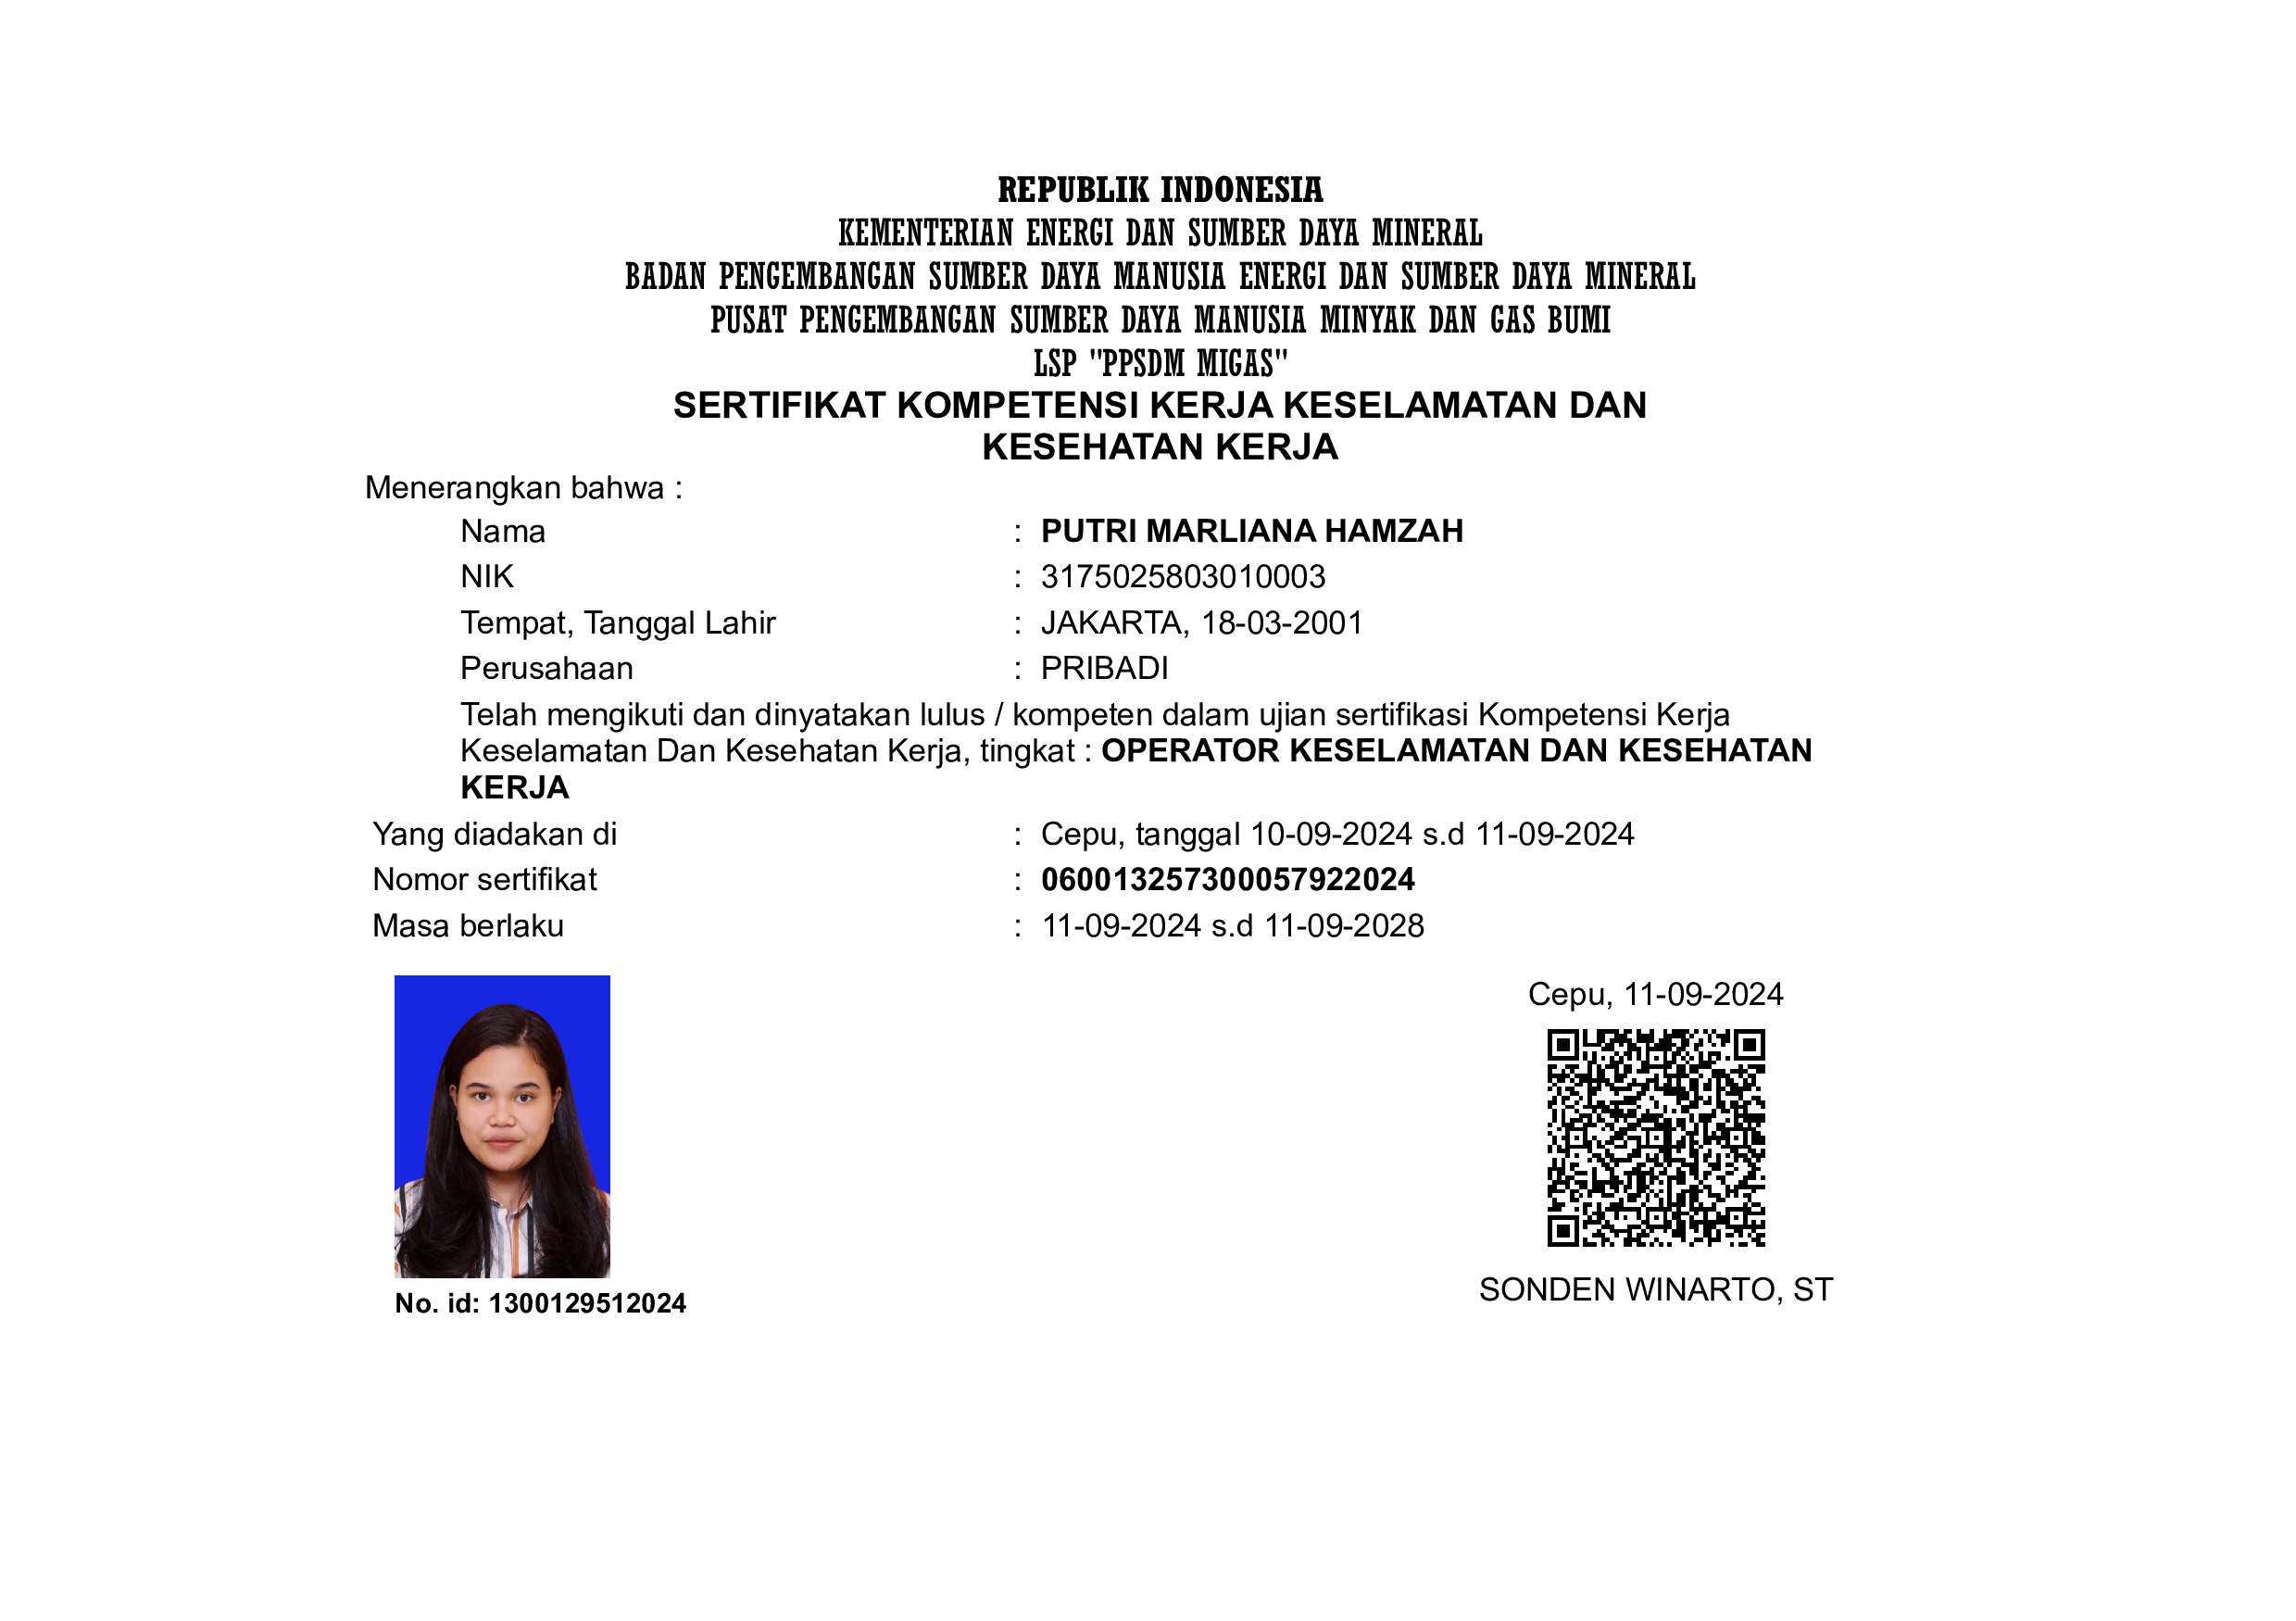 REPUBLIK INDONESIA
KEMENTERIAN ENERGI DAN SUMBER DAYA MINERAL
BADAN PENGEMBANGAN SUMBER DAYA MANUSIA ENERGI DAN SUMBER DAYA MINERAL
PUSAT PENGEMBANGAN SUMBER DAYA MANUSIA MINYAK DAN GAS BUMI
LSP "PPSDM MIGAS"
SERTIFIKAT KOMPETENSI KERJA KESELAMATAN DAN
KESEHATAN KERJA
Menerangkan bahwa :
Nama : PUTRI MARLIANA HAMZAH
NIK : 3175025803010003
Tempat, Tanggal Lahir : JAKARTA, 18-03-2001
Perusahaan : PRIBADI
Telah mengikuti dan dinyatakan lulus / kompeten dalam ujian sertifikasi Kompetensi Kerja
Keselamatan Dan Kesehatan Kerja, tingkat : OPERATOR KESELAMATAN DAN KESEHATAN
KERJA
Yang diadakan di : Cepu, tanggal 10-09-2024 s.d 11-09-2024
Nomor sertifikat : 060013257300057922024
Masa berlaku : 11-09-2024 s.d 11-09-2028
Cepu, 11-09-2024
SONDEN WINARTO, ST
No. id: 1300129512024